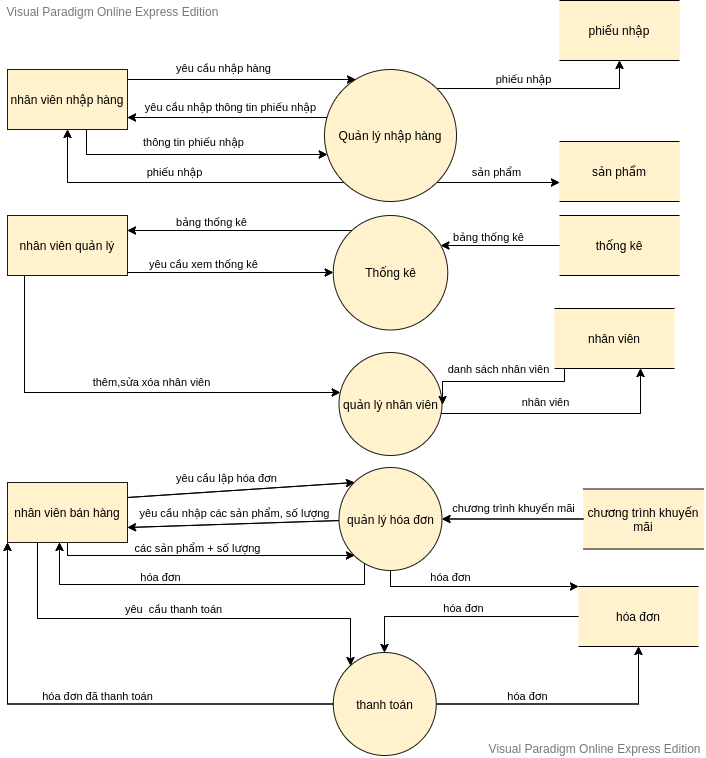 Visual Paradigm Online Express Edition
phiếu nhập
yêu cầu nhập hàng
phiếu nhập
nhân viên nhập hàng
yêu cầu nhập thông tin phiếu nhập
Quản lý nhập hàng
thông tin phiếu nhập
phiếu nhập
sản phẩm
sản phẩm
bảng thống kê
nhân viên quản lý
bảng thống kê
thống kê
yêu cầu xem thống kê
Thống kê
nhân viên
danh sách nhân viên
thêm,sửa xóa nhân viên
quản lý nhân viên
nhân viên
yêu cầu lập hóa đơn
nhân viên bán hàng
yêu cầu nhập các sản phẩm, số lượng
quản lý hóa đơn
chương trình khuyến mãi
chương trình khuyến
mãi
các sản phẩm + số lượng
hóa đơn
hóa đơn
yêu cầu thanh toán
hóa đơn
hóa đơn
hóa đơn đã thanh toán
thanh toán
hóa đơn
Visual Paradigm Online Express Edition